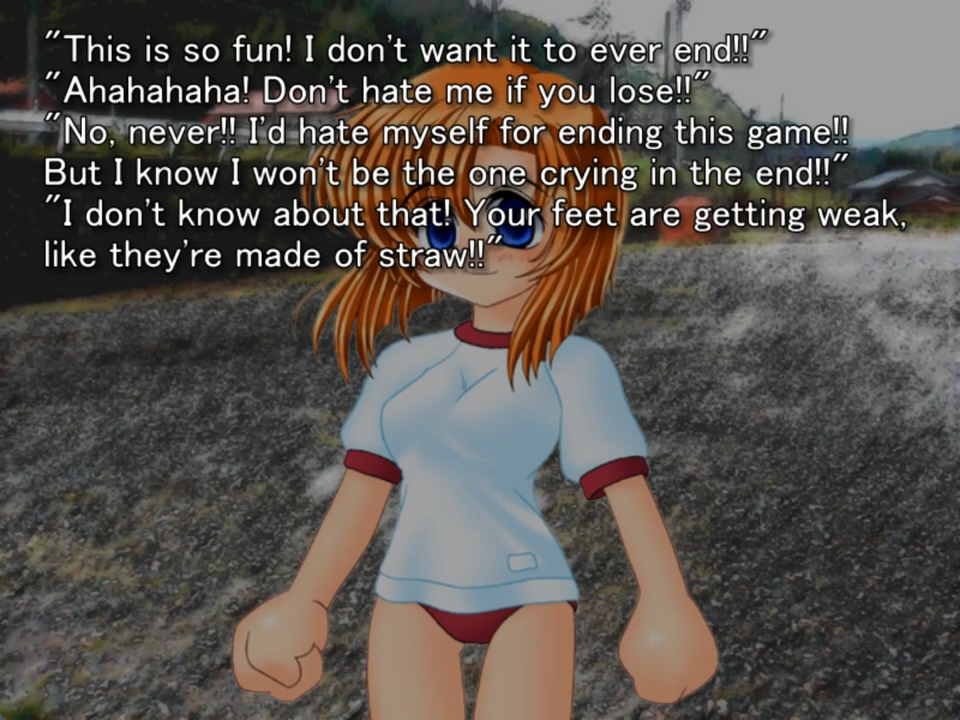 "This is so fun! I don't want it to ever end!!"
"Ahahahaha! Don't hate me if you lose!!"
"No, never!! I'd hate myself for ending this game!!
But I know I won't be the one crying in the end!!"
"I don't know about that! Your feet are getting weak,
like they're made of straw!!"